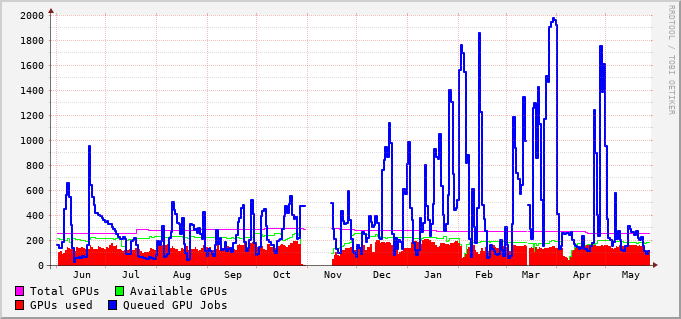 RRDTOOL / TOBI OETIKER
2000
1800
1600
1400
1200
1000
800
600
400
200
0
Jun Jul Aug Sep Oct Nov Dec Jan Feb Mar Apr May
Total GPUs Available GPUs
GPUs used Queued GPU Jobs